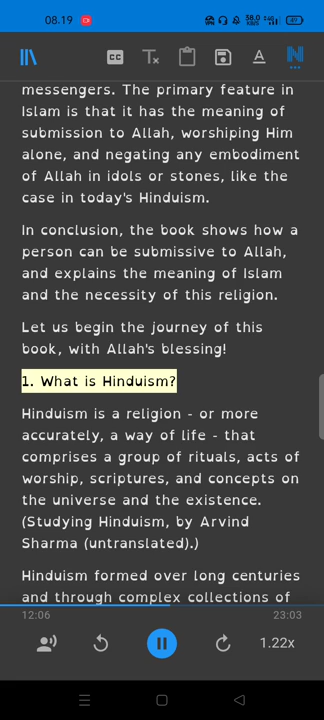 08.19
58.0 KB/S
47
CC
A
N
messengers. The primary feature in
Islam is that it has the meaning of
submission to Allah, worshiping Him
alone, and negating any embodiment
of Allah in idols or stones, like the
case in today's Hinduism.
In conclusion, the book shows how a
person can be submissive to Allah,
and explains the meaning of Islam
and the necessity of this religion.
Let us begin the journey of this
book, with Allah's blessing!
1. What is Hinduism?
Hinduism is a religion - or more
accurately, a way of life - that
comprises a group of rituals, acts of
worship, scriptures, and concepts on
the universe and the existence.
(Studying Hinduism, by Arvind
Sharma (untranslated).)
Hinduism formed over long centuries
and through complex collections of
12:06
23:03
1.22x